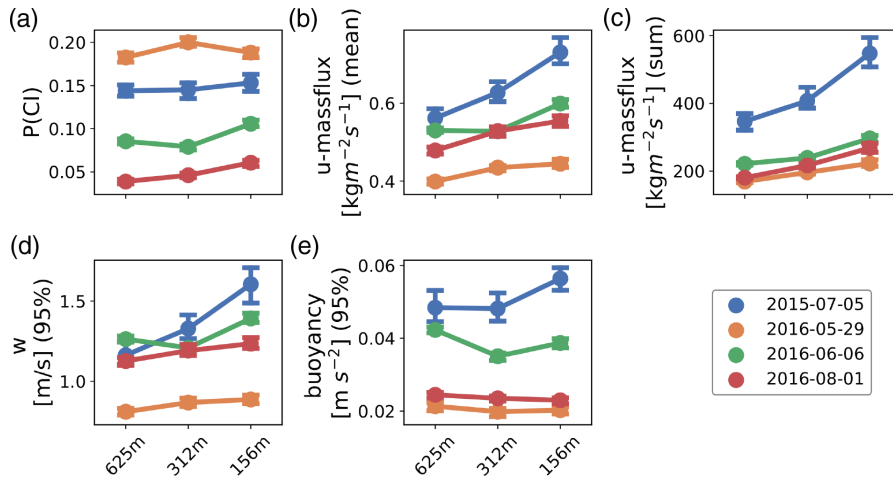 (a)
P(CI)
0.20
0.15
0.10
0.05
(b)
u-massflux
[kgm⁻²s⁻¹] (mean)
0.6
0.4
(c)
u-massflux
[kgm⁻²s⁻¹] (sum)
600
400
200
(d)
w
[m/s] (95%)
1.5
1.0
625m
312m
156m
(e)
buoyancy
[m s⁻²] (95%)
0.06
0.04
0.02
625m
312m
156m
2015-07-05
2016-05-29
2016-06-06
2016-08-01